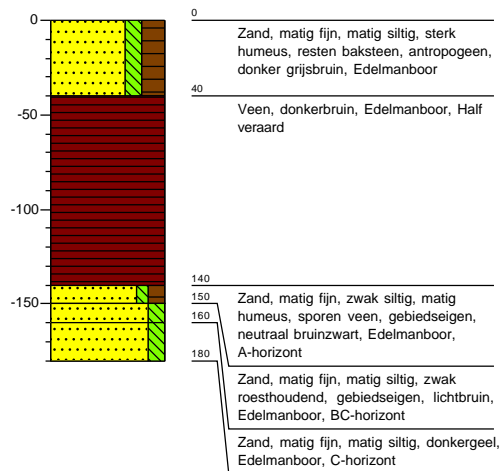 0
0
Zand, matig fijn, matig siltig, sterk
humeus, resten baksteen, antropogeen,
donker grijsbruin, Edelmanboor
40
Veen, donkerbruin, Edelmanboor, Half
veraard
-50
-100
140
-150
150
160
180
Zand, matig fijn, zwak siltig, matig
humeus, sporen veen, gebiedseigen,
neutraal bruinzwart, Edelmanboor,
A-horizont
Zand, matig fijn, matig siltig, zwak
roesthoudend, gebiedseigen, lichtbruin,
Edelmanboor, BC-horizont
Zand, matig fijn, matig siltig, donkergeel,
Edelmanboor, C-horizont